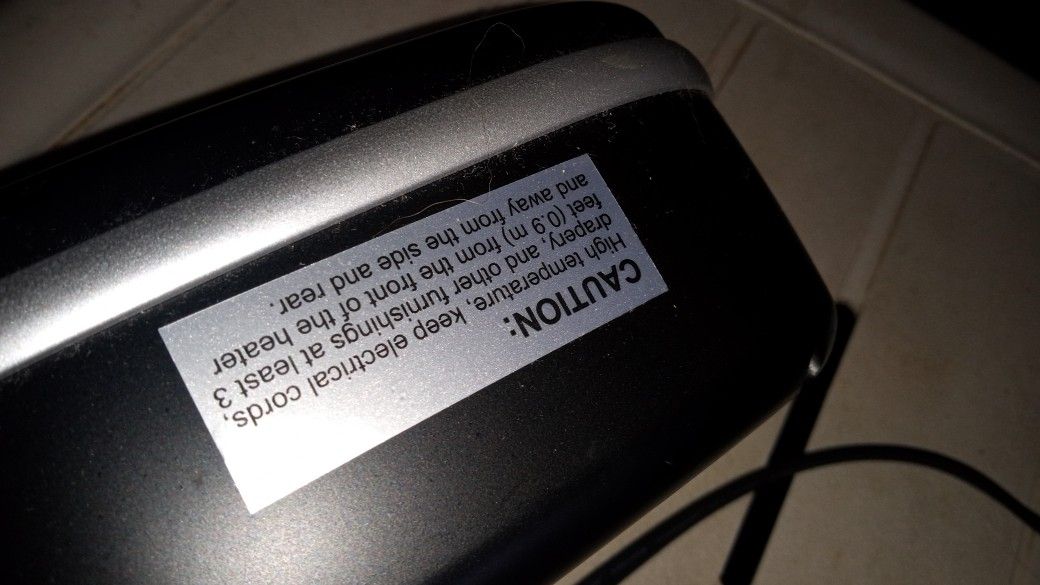 CAUTION:
High temperature, keep electrical cords,
drapery, and other furnishings at least 3
feet (0.9 m) from the front of the heater
and away from the side and rear.